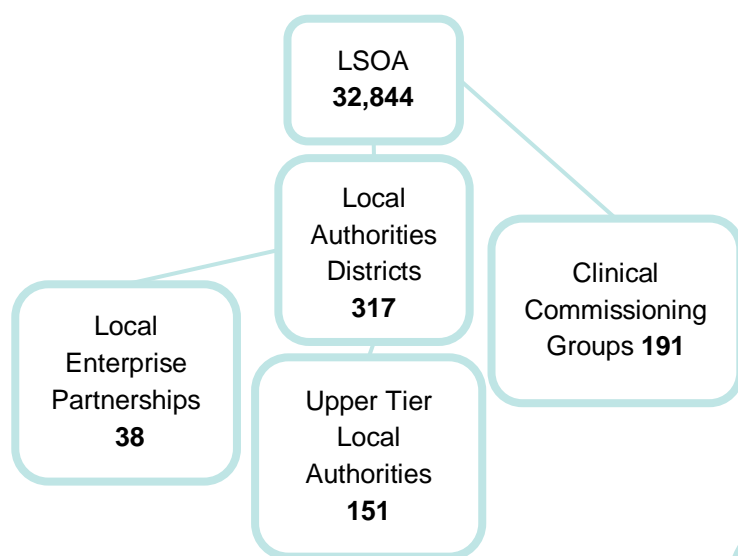 LSOA
32,844
Local
Authorities
Districts
317
Clinical
Commissioning
Groups 191
Local
Enterprise
Partnerships
38
Upper Tier
Local
Authorities
151